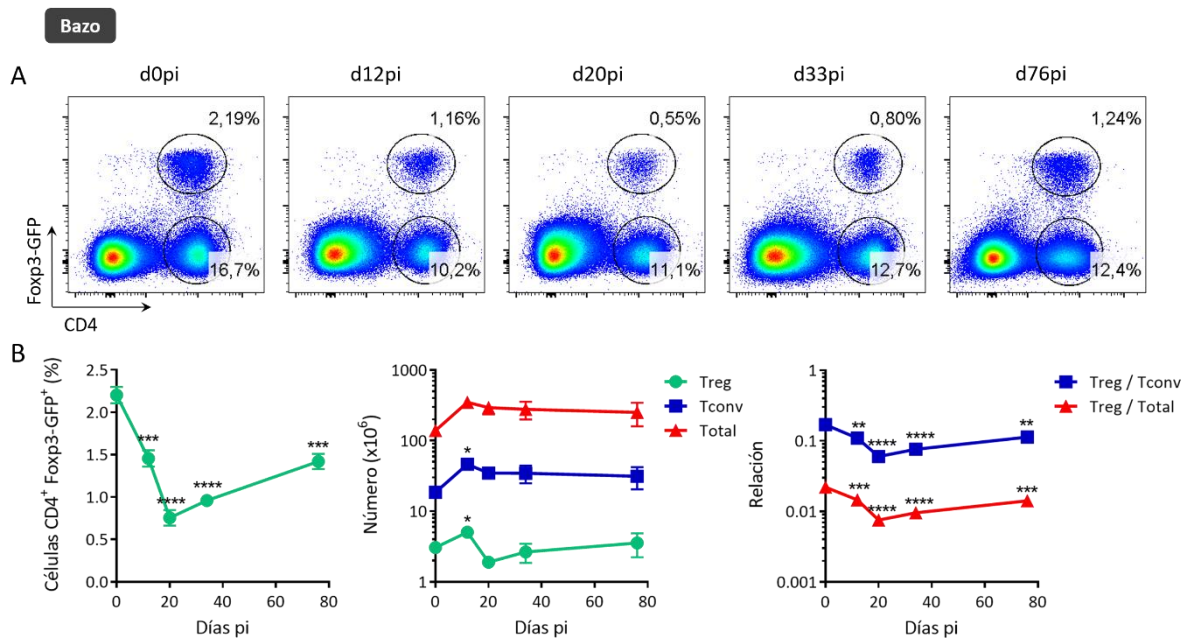 Bazo
A
d0pi d12pi d20pi d33pi d76pi
2,19% 1,16% 0,55% 0,80% 1,24%
16,7% 10,2% 11,1% 12,7% 12,4%
Foxp3-GFP
CD4
B
Células CD4⁺ Foxp3-GFP⁺ (%)
2.5
2.0
1.5
1.0
0.5
0.0
*** **** **** ***
0 20 40 60 80
Días pi
Número (x10⁶)
1000
100
10
1
*
*
0 20 40 60 80
Días pi
Treg
Tconv
Total
Relación
1
0.1
0.01
0.001
** **** **** **
*** **** **** ***
0 20 40 60 80
Días pi
Treg / Tconv
Treg / Total